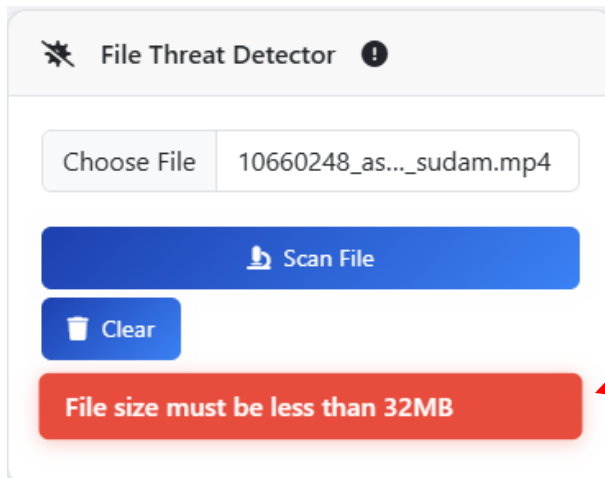 File Threat Detector
Choose File 10660248_as..._sudam.mp4
Scan File
Clear
File size must be less than 32MB